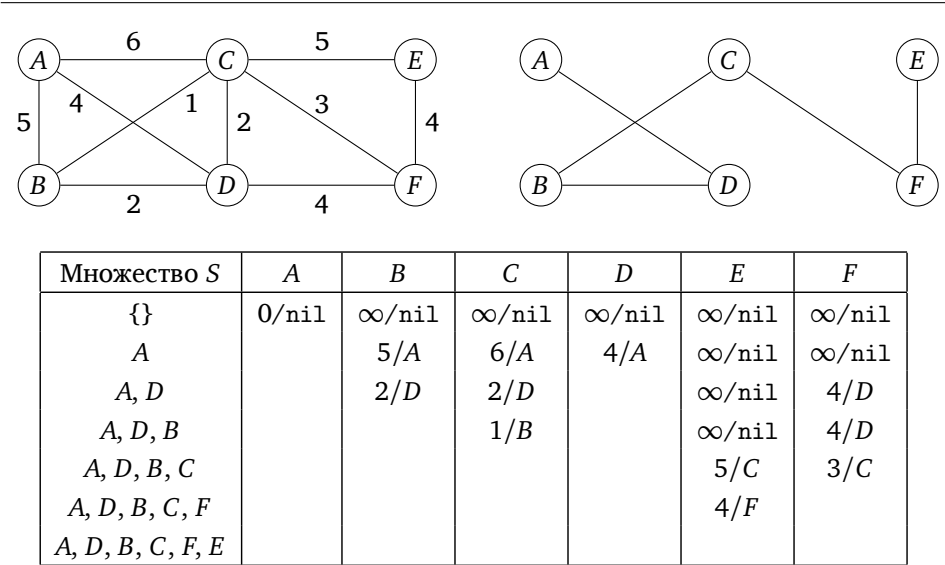 6 5
A C E A C E
4 1 3
5 2 4
B D F B D F
2 4
Множество S A B C D E F
{} 0/nil ∞/nil ∞/nil ∞/nil ∞/nil ∞/nil
A 5/A 6/A 4/A ∞/nil ∞/nil
A, D 2/D 2/D ∞/nil 4/D
A, D, B 1/B ∞/nil 4/D
A, D, B, C 5/C 3/C
A, D, B, C, F 4/F
A, D, B, C, F, E